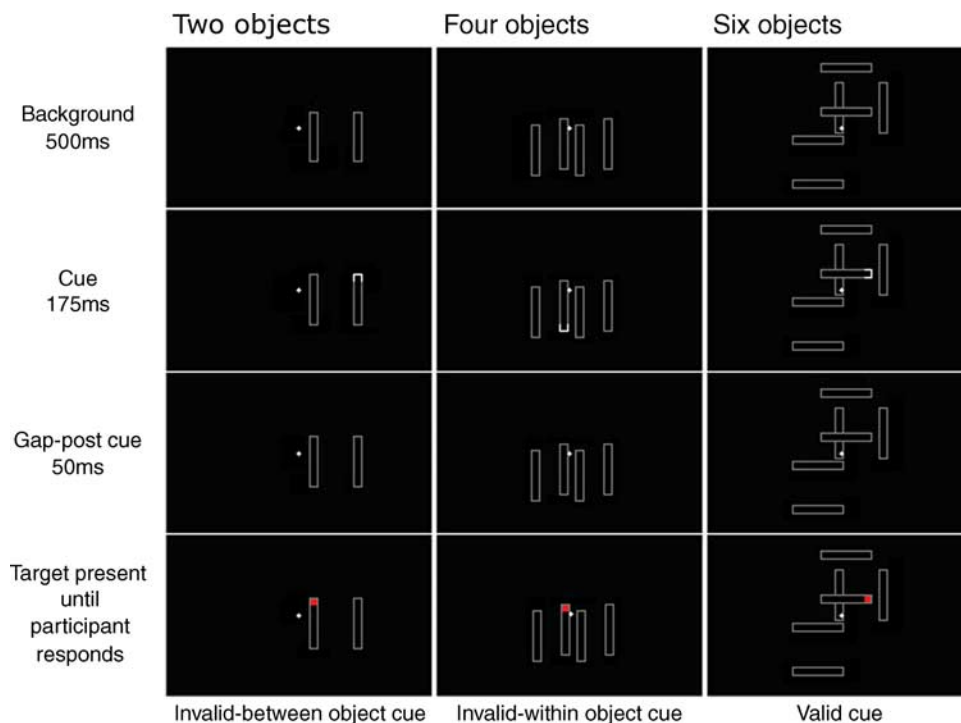 Two objects
Four objects
Six objects
Background
500ms
Cue
175ms
Gap-post cue
50ms
Target present
until
participant
responds
Invalid-between object cue
Invalid-within object cue
Valid cue